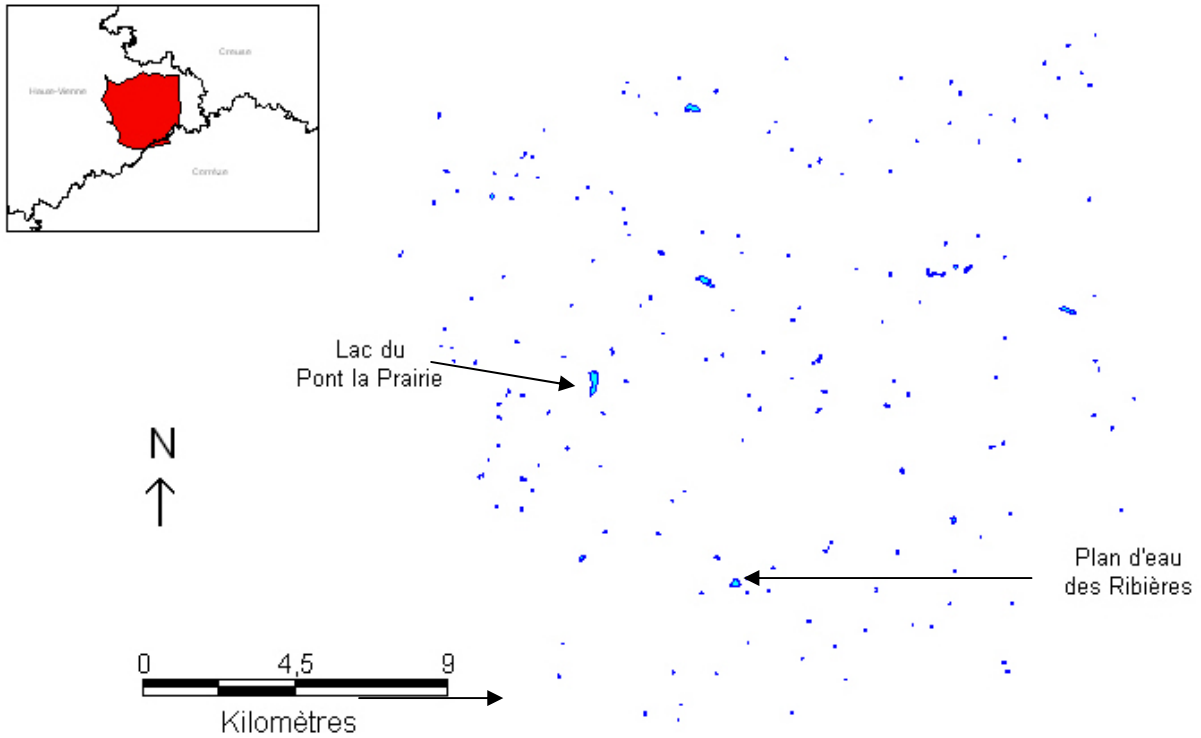 Creuse
Haute-Vienne
Corrèze
Lac du
Pont la Prairie
N
Plan d'eau
des Ribières
0 4,5 9
Kilomètres